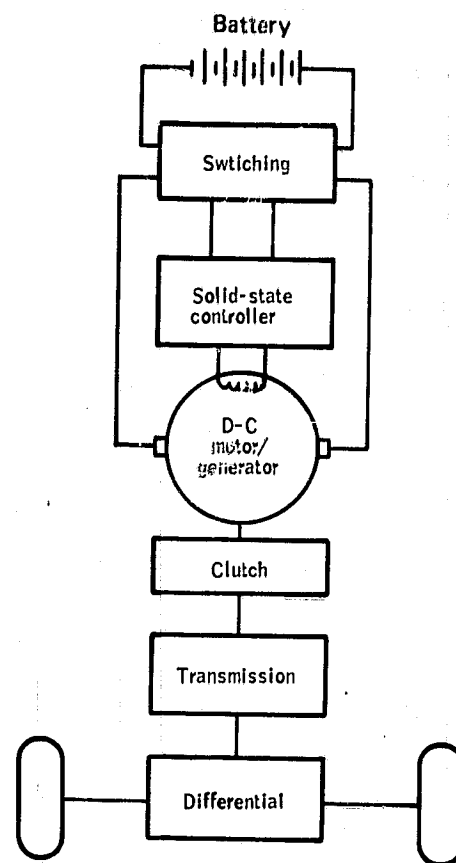 Battery
Swtiching
Solid-state
controller
D-C
motor/
generator
Clutch
Transmission
Differential